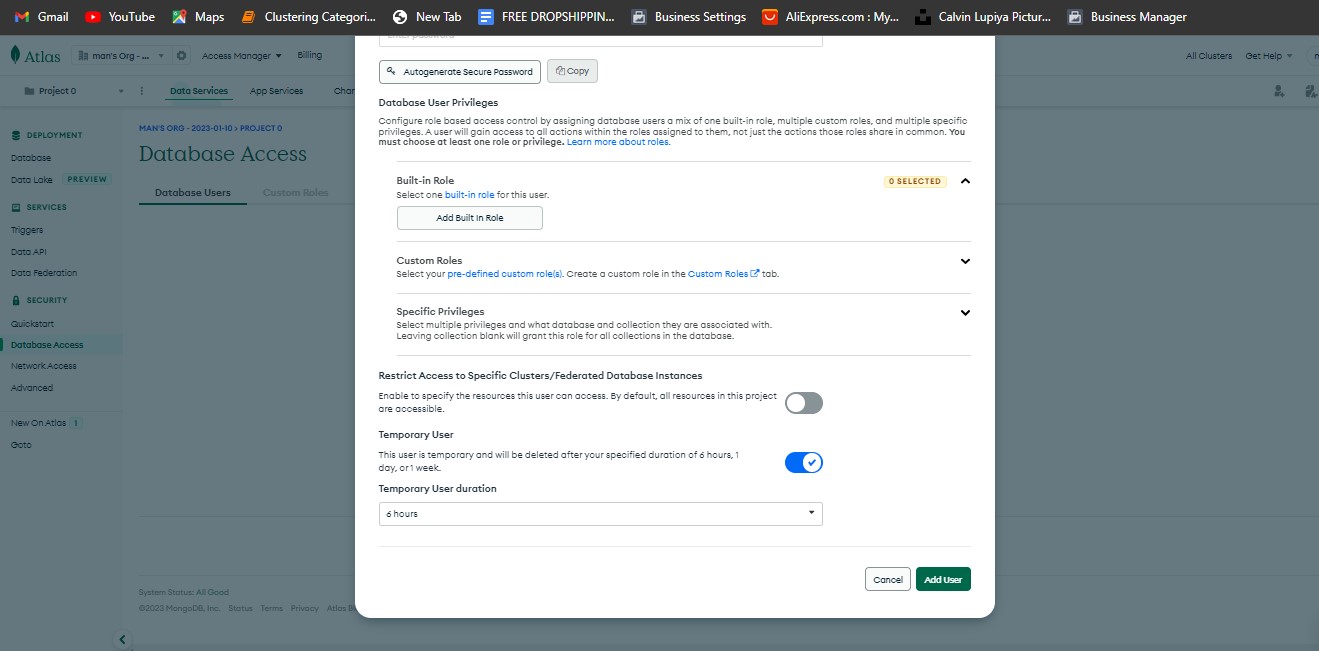 Gmail
YouTube
Maps
Clustering Categori...
New Tab
FREE DROPSHIPPIN...
Business Settings
AliExpress.com : My...
Calvin Lupiya Pictur...
Business Manager
Atlas
man's Org - ...
Access Manager
Billing
All Clusters
Get Help
Project 0
Data Services
App Services
Char
DEPLOYMENT
Database
Data Lake PREVIEW
SERVICES
Triggers
Data API
Data Federation
SECURITY
Quickstart
Database Access
Network Access
Advanced
New On Atlas 1
Goto
MAN'S ORG - 2023-01-10 > PROJECT 0
Database Access
Database Users
Custom Roles
Enter password
Autogenerate Secure Password
Copy
Database User Privileges
Configure role based access control by assigning database users a mix of one built-in role, multiple custom roles, and multiple specific
privileges. A user will gain access to all actions within the roles assigned to them, not just the actions those roles share in common. You
must choose at least one role or privilege. Learn more about roles.
Built-in Role
0 SELECTED
Select one built-in role for this user.
Add Built In Role
Custom Roles
Select your pre-defined custom role(s). Create a custom role in the Custom Roles tab.
Specific Privileges
Select multiple privileges and what database and collection they are associated with.
Leaving collection blank will grant this role for all collections in the database.
Restrict Access to Specific Clusters/Federated Database Instances
Enable to specify the resources this user can access. By default, all resources in this project
are accessible.
Temporary User
This user is temporary and will be deleted after your specified duration of 6 hours, 1
day, or 1 week.
Temporary User duration
6 hours
Cancel
Add User
System Status: All Good
©2023 MongoDB, Inc. Status Terms Privacy Atlas